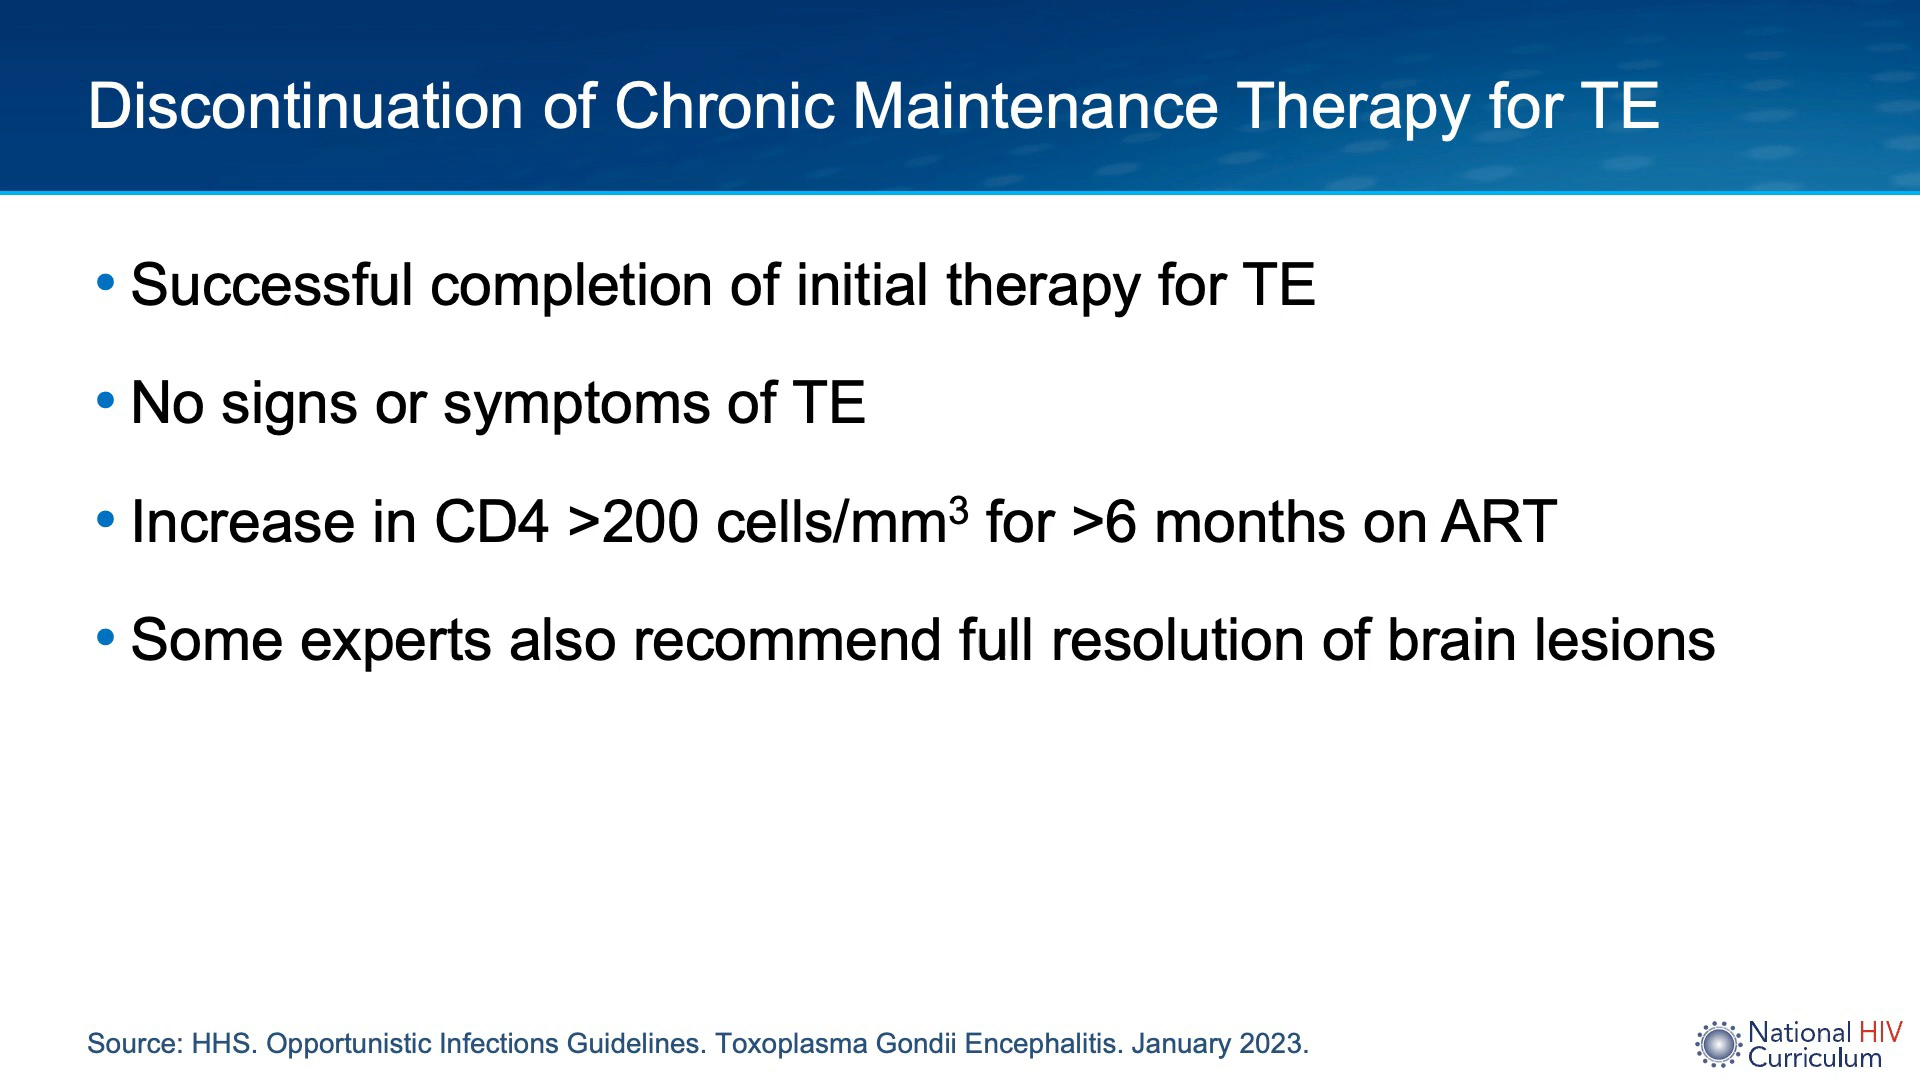 Discontinuation of Chronic Maintenance Therapy for TE
• Successful completion of initial therapy for TE
• No signs or symptoms of TE
• Increase in CD4 >200 cells/mm³ for >6 months on ART
• Some experts also recommend full resolution of brain lesions
Source: HHS. Opportunistic Infections Guidelines. Toxoplasma Gondii Encephalitis. January 2023.
National HIV
Curriculum